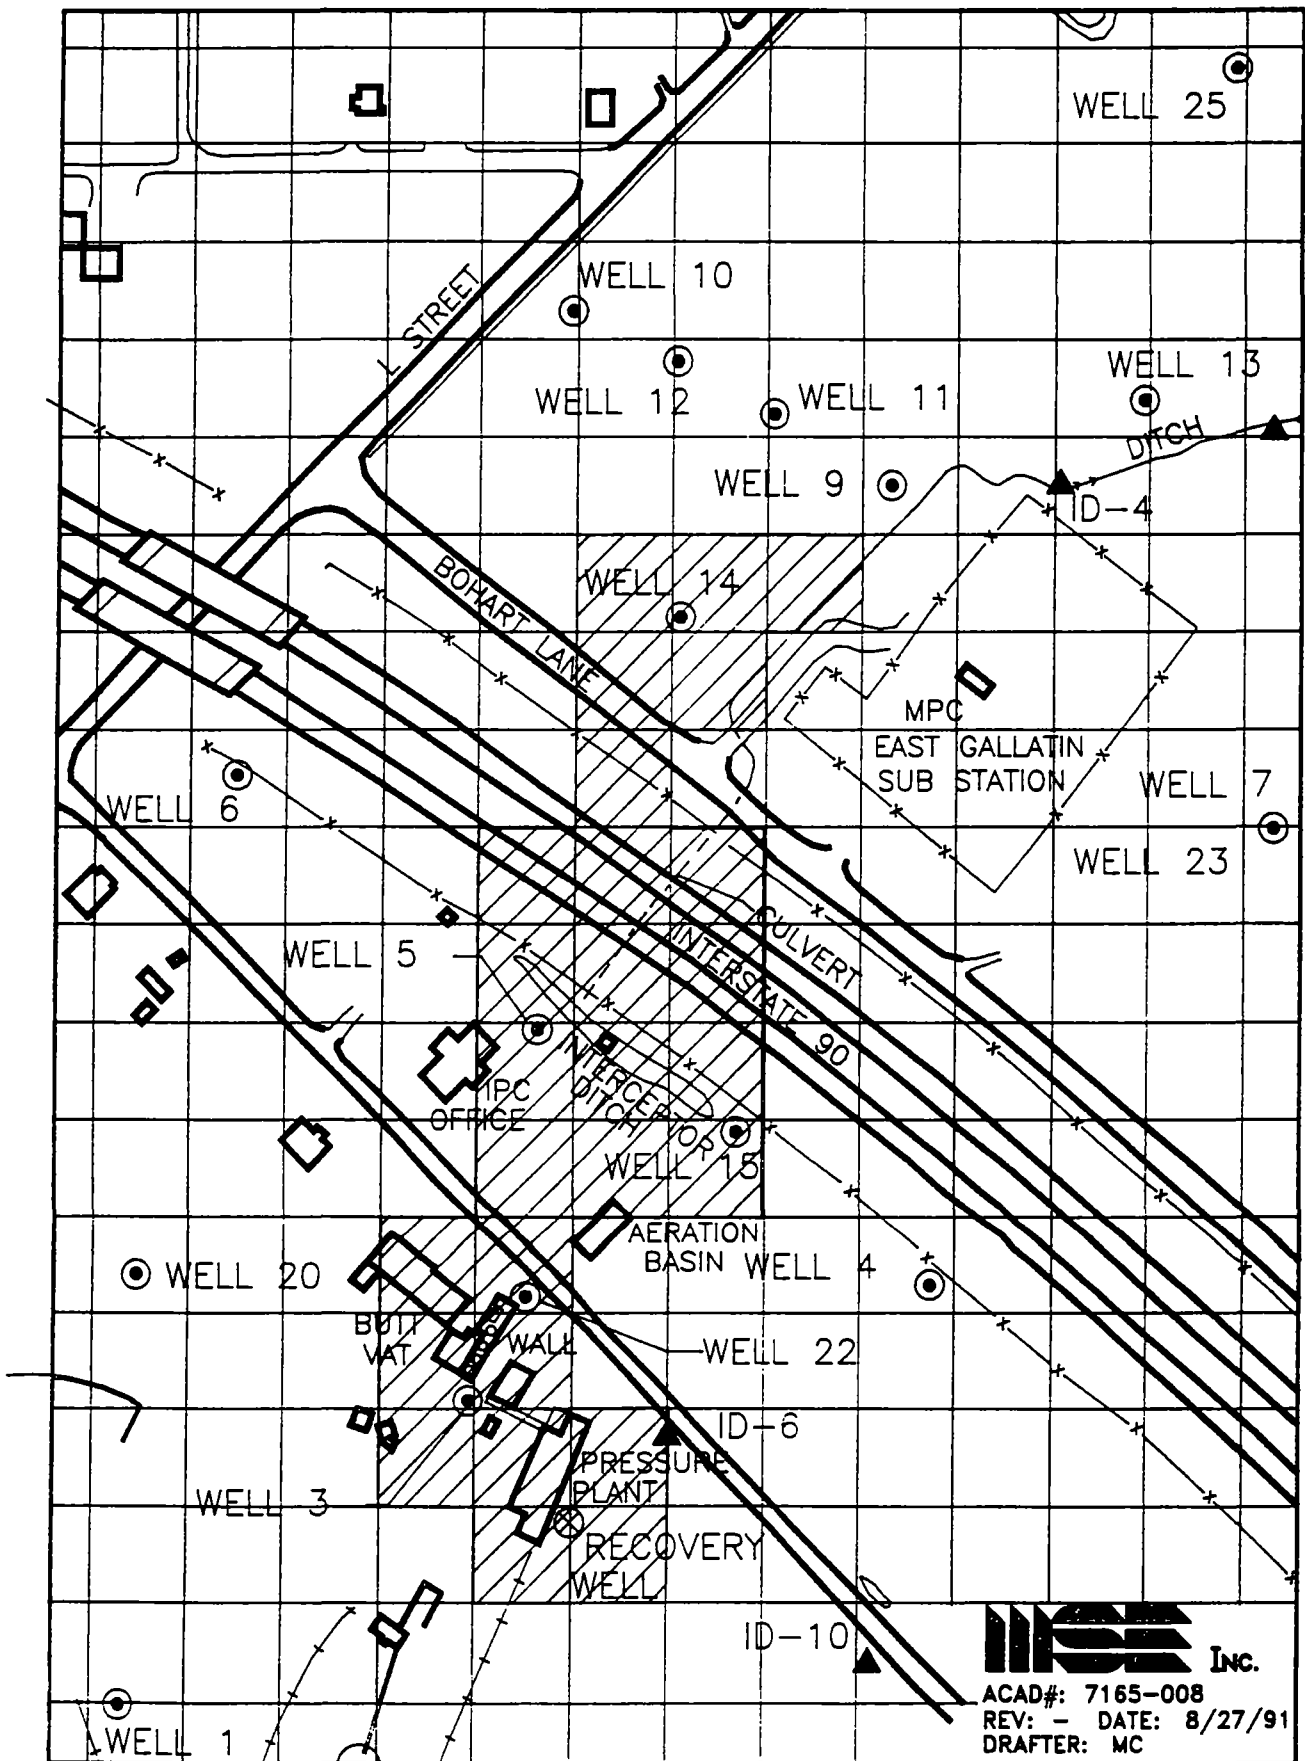 WELL 25
WELL 10
L STREET
WELL 13
WELL 12
WELL 11
DITCH
WELL 9
ID-4
BOHART LANE
WELL 14
MPC
EAST GALLATIN
SUB STATION
WELL 7
WELL 6
WELL 23
CULVERT
INTERSTATE 90
WELL 5
INTERCEPTOR
DITCH
IPC
OFFICE
WELL 15
AERATION
BASIN
WELL 4
WELL 20
BUTT
VAT
WALL
WELL 22
ID-6
PRESSURE
PLANT
WELL 3
RECOVERY
WELL
ID-10
MSE INC.
ACAD#: 7165-008
REV: - DATE: 8/27/91
DRAFTER: MC
WELL 1